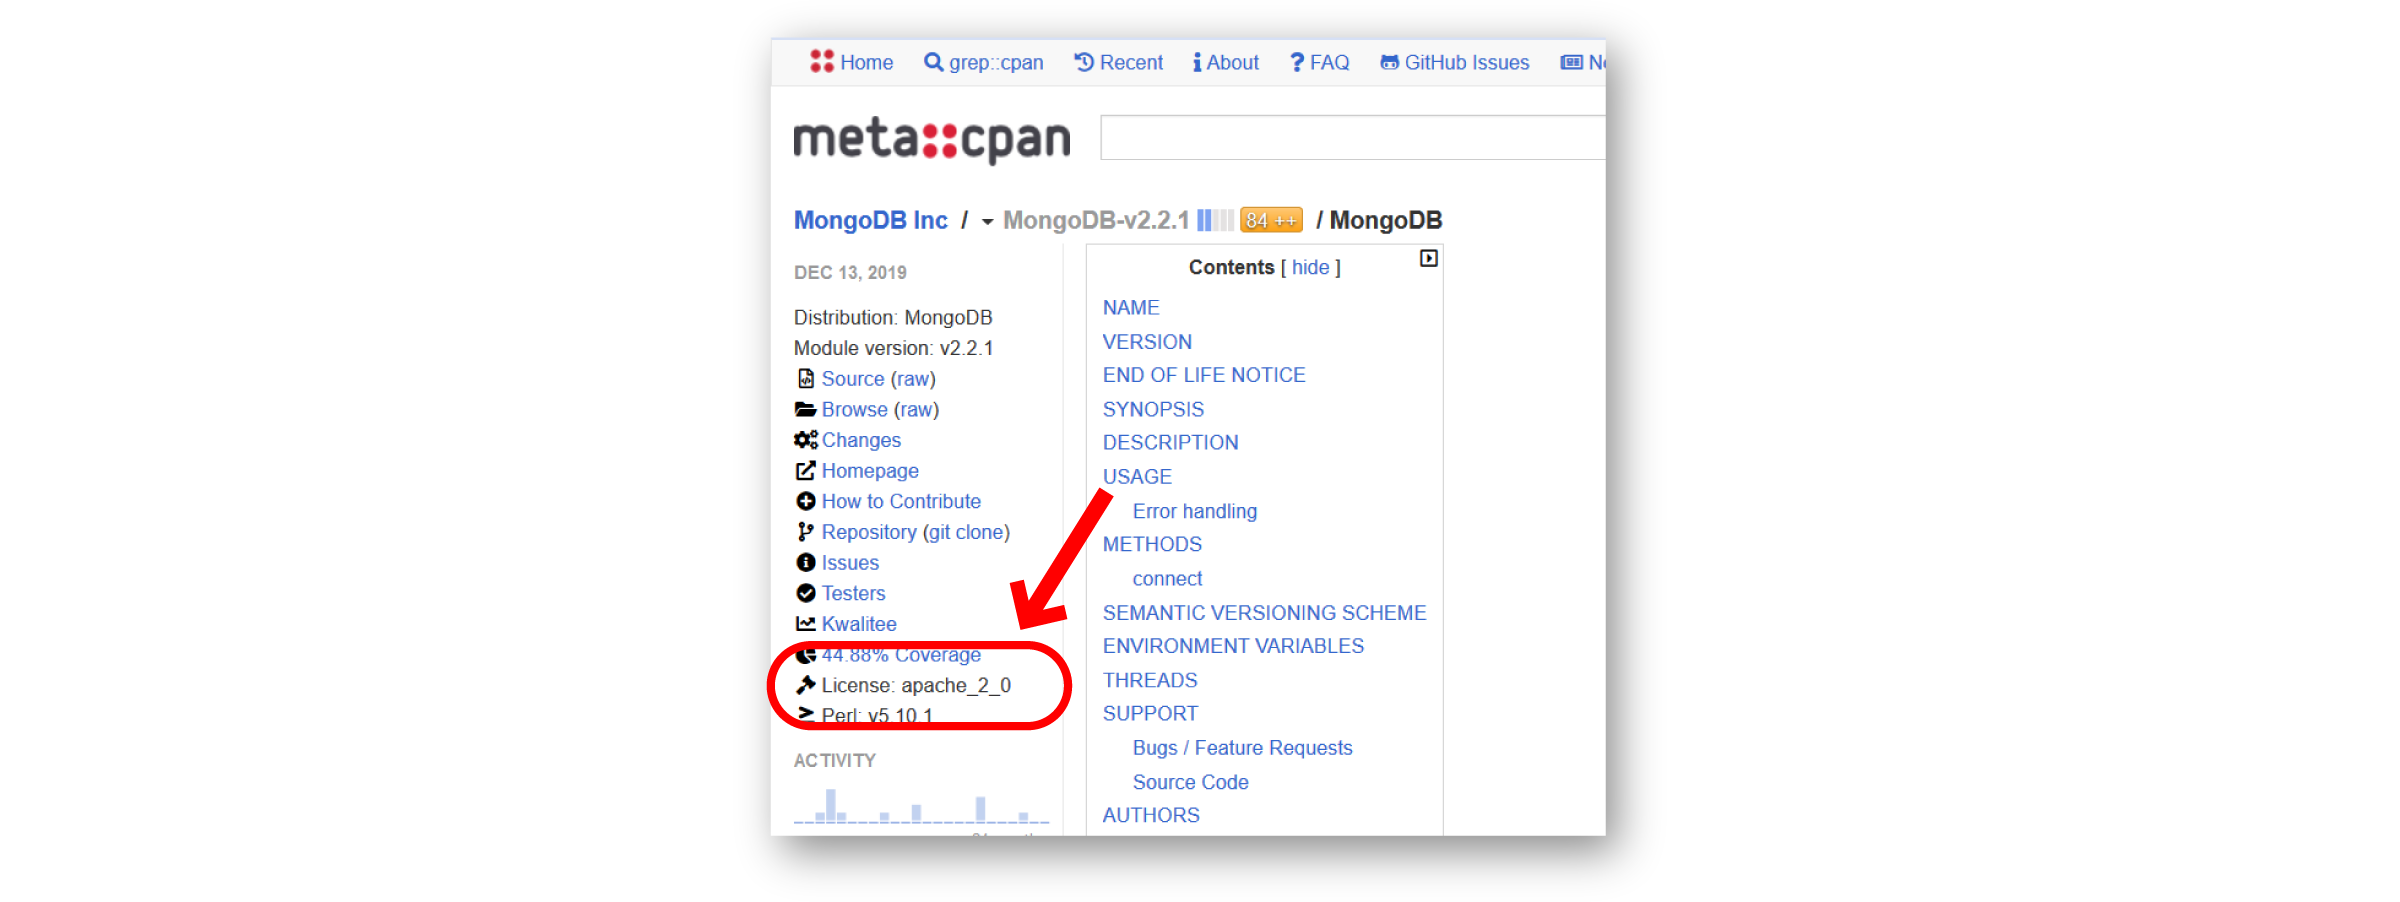 Home grep::cpan Recent About FAQ GitHub Issues
meta::cpan
MongoDB Inc / MongoDB-v2.2.1 84 ++ / MongoDB
DEC 13, 2019
Distribution: MongoDB
Module version: v2.2.1
Source (raw)
Browse (raw)
Changes
Homepage
How to Contribute
Repository (git clone)
Issues
Testers
Kwalitee
44.88% Coverage
License: apache_2_0
Perl: v5.10.1
ACTIVITY
Contents [ hide ]
NAME
VERSION
END OF LIFE NOTICE
SYNOPSIS
DESCRIPTION
USAGE
Error handling
METHODS
connect
SEMANTIC VERSIONING SCHEME
ENVIRONMENT VARIABLES
THREADS
SUPPORT
Bugs / Feature Requests
Source Code
AUTHORS